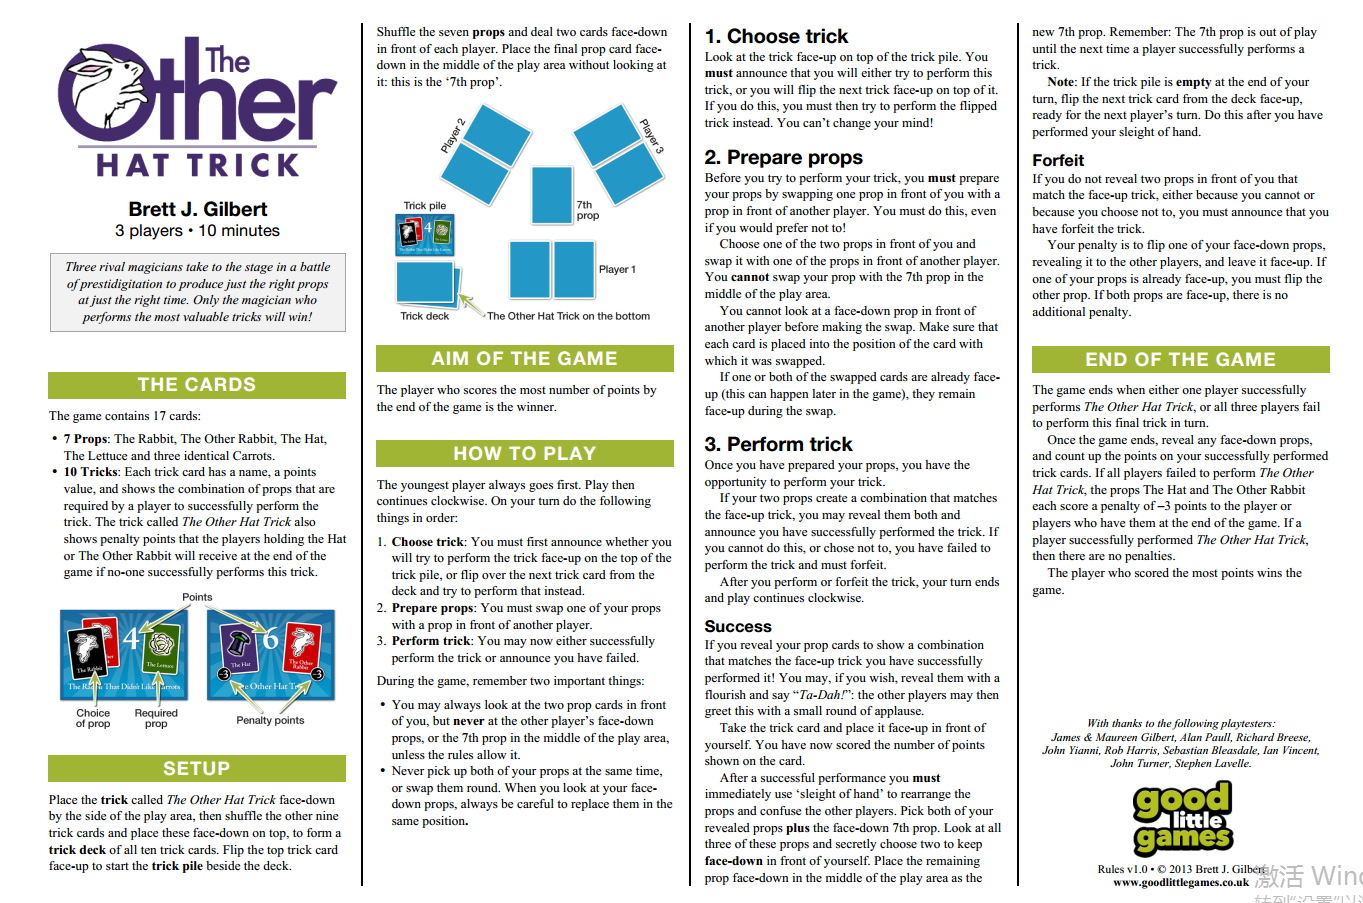 The
Other
HAT TRICK
Brett J. Gilbert
3 players • 10 minutes
Three rival magicians take to the stage in a battle
of prestidigitation to produce just the right props
at just the right time. Only the magician who
performs the most valuable tricks will win!
THE CARDS
The game contains 17 cards:
• 7 Props: The Rabbit, The Other Rabbit, The Hat,
The Lettuce and three identical Carrots.
• 10 Tricks: Each trick card has a name, a points
value, and shows the combination of props that are
required by a player to successfully perform the
trick. The trick called The Other Hat Trick also
shows penalty points that the players holding the Hat
or The Other Rabbit will receive at the end of the
game if no-one successfully performs this trick.
Points
4
The Rabbit
The Lettuce
The Ra That Didn't Like Carrots
6
The Hat
The Other
Rabbit
-3
-3
e Other Hat Tr
Choice
of prop
Required
prop
Penalty points
SETUP
Place the trick called The Other Hat Trick face-down
by the side of the play area, then shuffle the other nine
trick cards and place these face-down on top, to form a
trick deck of all ten trick cards. Flip the top trick card
face-up to start the trick pile beside the deck.
Shuffle the seven props and deal two cards face-down
in front of each player. Place the final prop card face-
down in the middle of the play area without looking at
it: this is the ‘7th prop’.
Player 2
Player 3
Trick pile
4
7th
prop
Player 1
Trick deck
The Other Hat Trick on the bottom
AIM OF THE GAME
The player who scores the most number of points by
the end of the game is the winner.
HOW TO PLAY
The youngest player always goes first. Play then
continues clockwise. On your turn do the following
things in order:
1. Choose trick: You must first announce whether you
will try to perform the trick face-up on the top of the
trick pile, or flip over the next trick card from the
deck and try to perform that instead.
2. Prepare props: You must swap one of your props
with a prop in front of another player.
3. Perform trick: You may now either successfully
perform the trick or announce you have failed.
During the game, remember two important things:
• You may always look at the two prop cards in front
of you, but never at the other player’s face-down
props, or the 7th prop in the middle of the play area,
unless the rules allow it.
• Never pick up both of your props at the same time,
or swap them round. When you look at your face-
down props, always be careful to replace them in the
same position.
1. Choose trick
Look at the trick face-up on top of the trick pile. You
must announce that you will either try to perform this
trick, or you will flip the next trick face-up on top of it.
If you do this, you must then try to perform the flipped
trick instead. You can’t change your mind!
2. Prepare props
Before you try to perform your trick, you must prepare
your props by swapping one prop in front of you with a
prop in front of another player. You must do this, even
if you would prefer not to!
Choose one of the two props in front of you and
swap it with one of the props in front of another player.
You cannot swap your prop with the 7th prop in the
middle of the play area.
You cannot look at a face-down prop in front of
another player before making the swap. Make sure that
each card is placed into the position of the card with
which it was swapped.
If one or both of the swapped cards are already face-
up (this can happen later in the game), they remain
face-up during the swap.
3. Perform trick
Once you have prepared your props, you have the
opportunity to perform your trick.
If your two props create a combination that matches
the face-up trick, you may reveal them both and
announce you have successfully performed the trick. If
you cannot do this, or chose not to, you have failed to
perform the trick and must forfeit.
After you perform or forfeit the trick, your turn ends
and play continues clockwise.
Success
If you reveal your prop cards to show a combination
that matches the face-up trick you have successfully
performed it! You may, if you wish, reveal them with a
flourish and say “Ta-Dah!”: the other players may then
greet this with a small round of applause.
Take the trick card and place it face-up in front of
yourself. You have now scored the number of points
shown on the card.
After a successful performance you must
immediately use ‘sleight of hand’ to rearrange the
props and confuse the other players. Pick both of your
revealed props plus the face-down 7th prop. Look at all
three of these props and secretly choose two to keep
face-down in front of yourself. Place the remaining
prop face-down in the middle of the play area as the
new 7th prop. Remember: The 7th prop is out of play
until the next time a player successfully performs a
trick.
Note: If the trick pile is empty at the end of your
turn, flip the next trick card from the deck face-up,
ready for the next player’s turn. Do this after you have
performed your sleight of hand.
Forfeit
If you do not reveal two props in front of you that
match the face-up trick, either because you cannot or
because you choose not to, you must announce that you
have forfeit the trick.
Your penalty is to flip one of your face-down props,
revealing it to the other players, and leave it face-up. If
one of your props is already face-up, you must flip the
other prop. If both props are face-up, there is no
additional penalty.
END OF THE GAME
The game ends when either one player successfully
performs The Other Hat Trick, or all three players fail
to perform this final trick in turn.
Once the game ends, reveal any face-down props,
and count up the points on your successfully performed
trick cards. If all players failed to perform The Other
Hat Trick, the props The Hat and The Other Rabbit
each score a penalty of –3 points to the player or
players who have them at the end of the game. If a
player successfully performed The Other Hat Trick,
then there are no penalties.
The player who scored the most points wins the
game.
With thanks to the following playtesters:
James & Maureen Gilbert, Alan Paull, Richard Breese,
John Yianni, Rob Harris, Sebastian Bleasdale, Ian Vincent,
John Turner, Stephen Lavelle.
good
little
games
Rules v1.0 • © 2013 Brett J. Gilbert
www.goodlittlegames.co.uk
激活 Wind